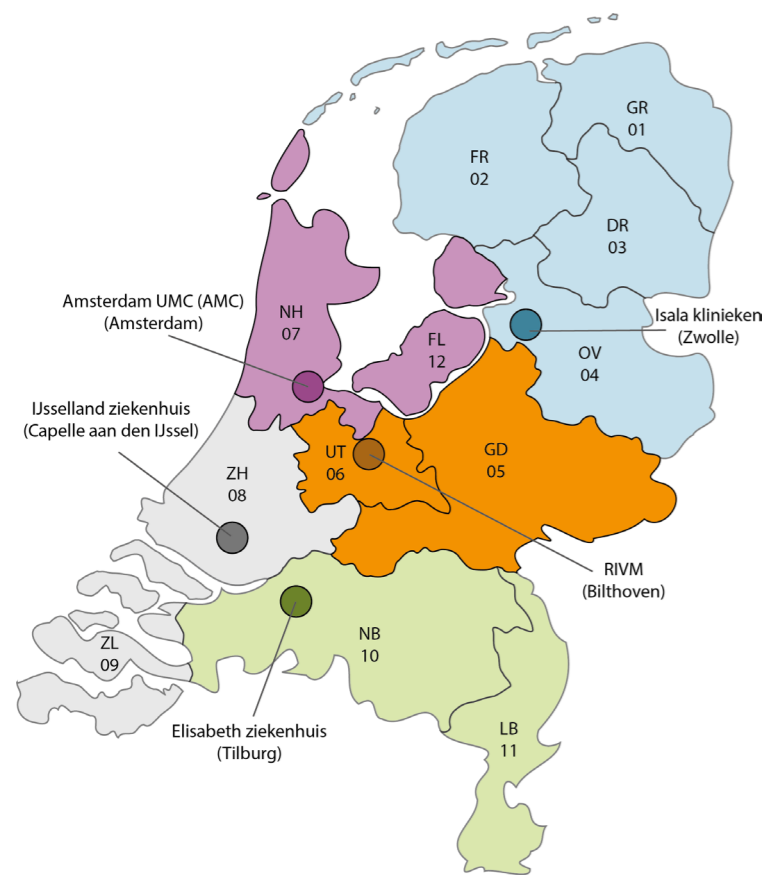 GR
01
FR
02
DR
03
Amsterdam UMC (AMC)
(Amsterdam)
NH
07
FL
12
Isala klinieken
(Zwolle)
OV
04
IJsselland ziekenhuis
(Capelle aan den IJssel)
UT
06
GD
05
ZH
08
RIVM
(Bilthoven)
NB
10
ZL
09
Elisabeth ziekenhuis
(Tilburg)
LB
11